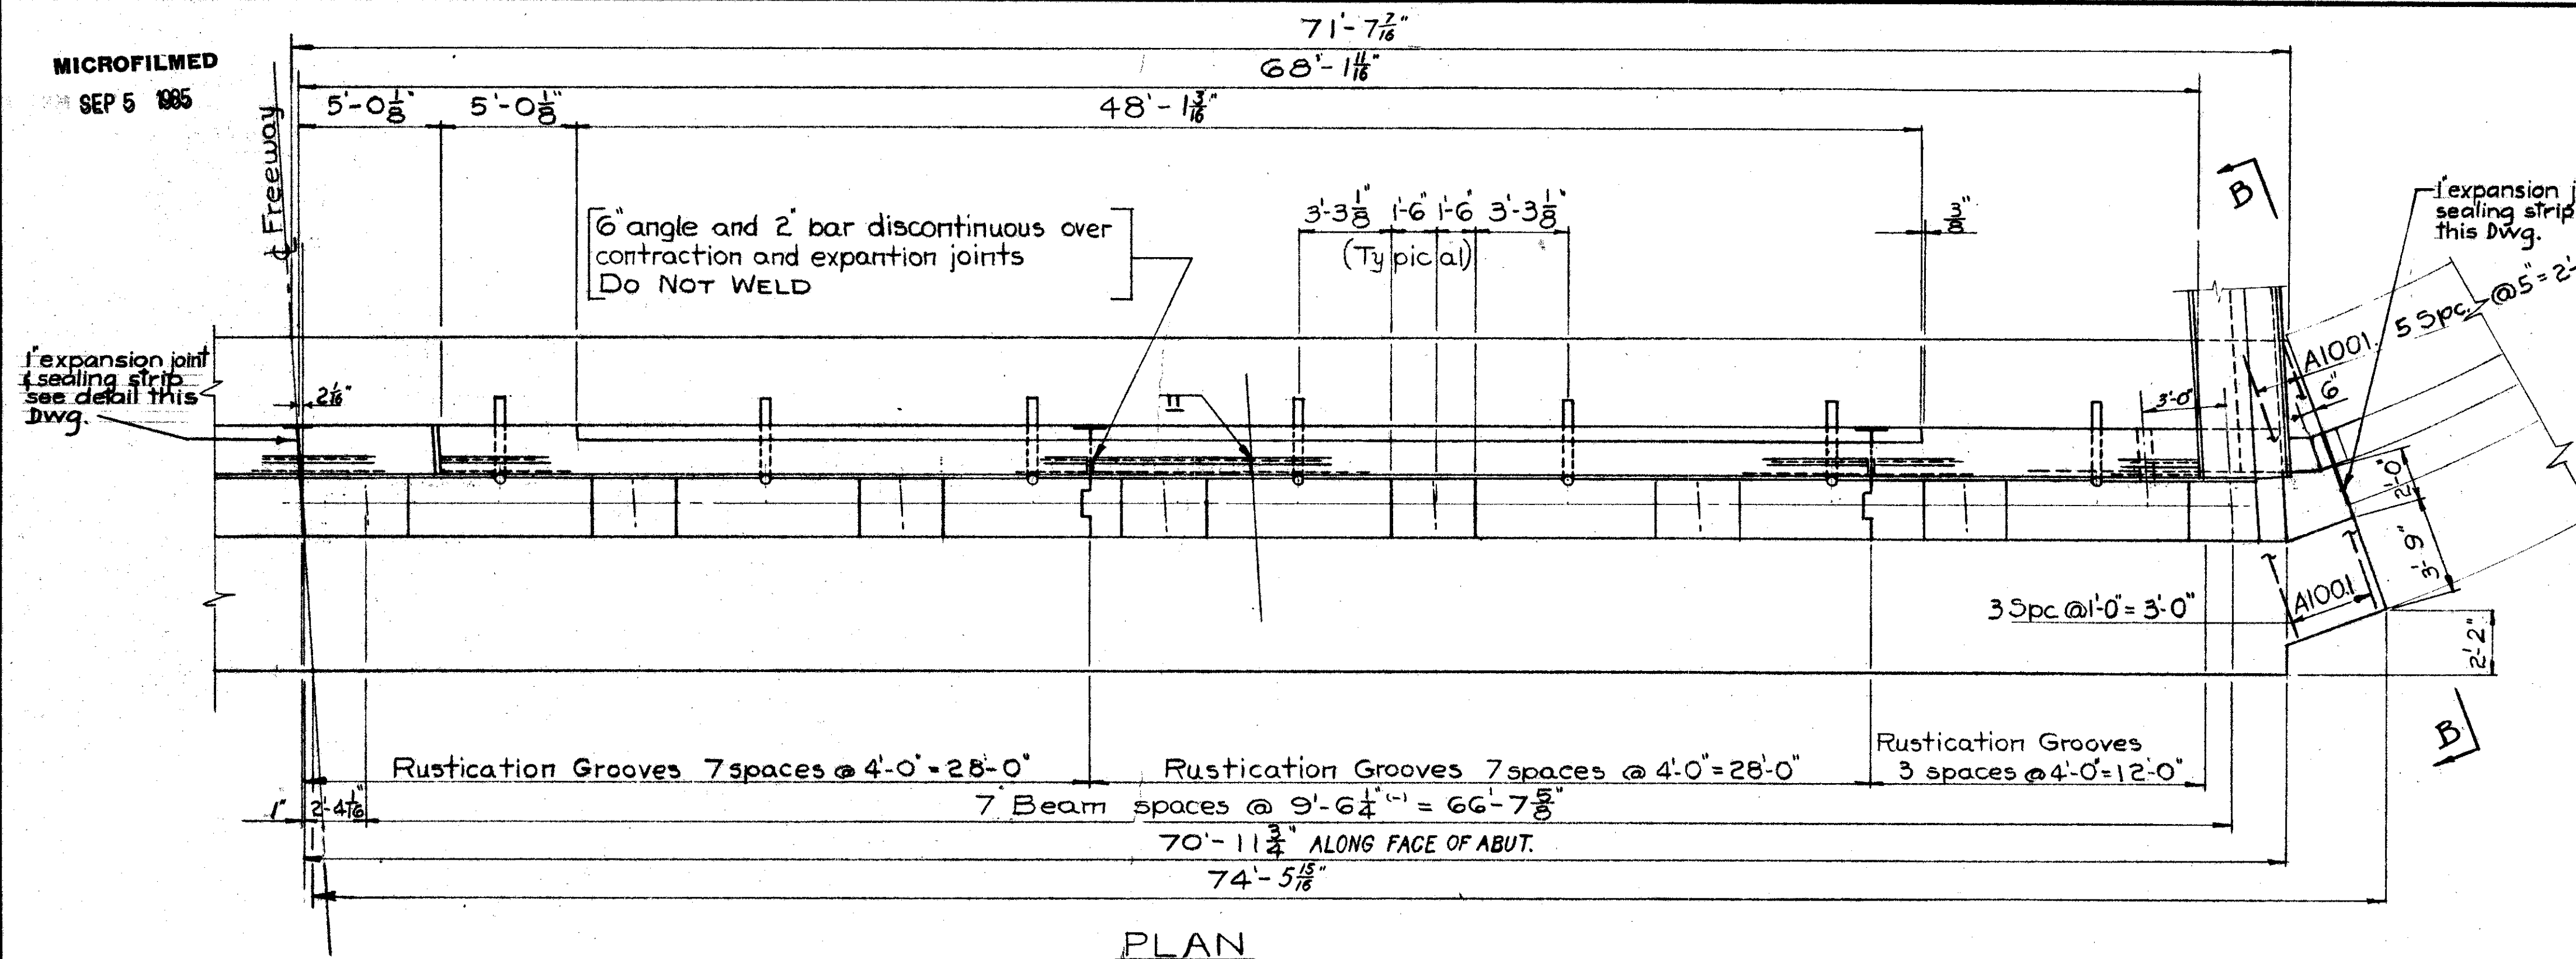 MICROFILMED
SEP 5 1985
71'-7 7/16"
68'-1 11/16"
5'-0 1/8"
5'-0 1/8"
48'-1 3/16"
℄ Freeway
6" angle and 2" bar discontinuous over
contraction and expantion joints
DO NOT WELD
3'-3 1/8" 1'-6" 1'-6" 3'-3 1/8"
(Typical)
3/8"
B
1" expansion j
sealing strip
this Dwg.
A1001 5 Spc. @ 5" = 2'-
6"
1" expansion joint
& sealing strip
see detail this
Dwg.
2 1/16"
3'-0"
2'-0"
3'-9"
A1001
3 Spc @ 1'-0" = 3'-0"
2'-2"
B
Rustication Grooves 7 spaces @ 4'-0" = 28'-0"
Rustication Grooves 7 spaces @ 4'-0" = 28'-0"
Rustication Grooves
3 spaces @ 4'-0" = 12'-0"
1"
2'-4 1/16"
7 Beam spaces @ 9'-6 1/4" (-) = 66'-7 5/8"
70'-11 3/4" ALONG FACE OF ABUT.
74'-5 15/16"
PLAN